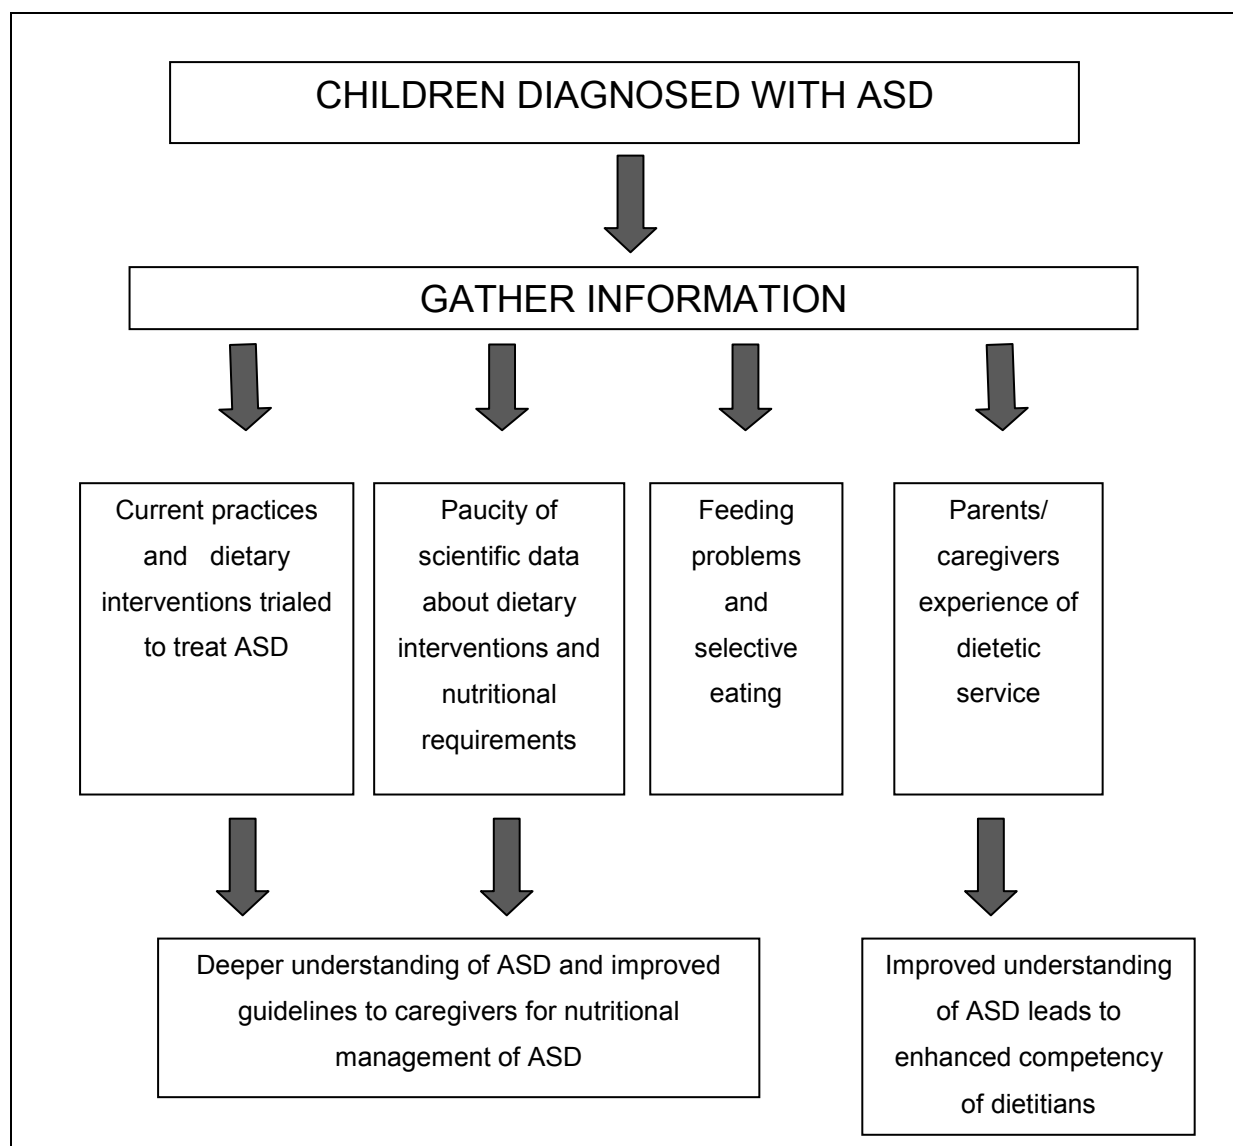 CHILDREN DIAGNOSED WITH ASD
GATHER INFORMATION
Current practices
and dietary
interventions trialed
to treat ASD
Paucity of
scientific data
about dietary
interventions and
nutritional
requirements
Feeding
problems
and
selective
eating
Parents/
caregivers
experience of
dietetic
service
Deeper understanding of ASD and improved
guidelines to caregivers for nutritional
management of ASD
Improved understanding
of ASD leads to
enhanced competency
of dietitians